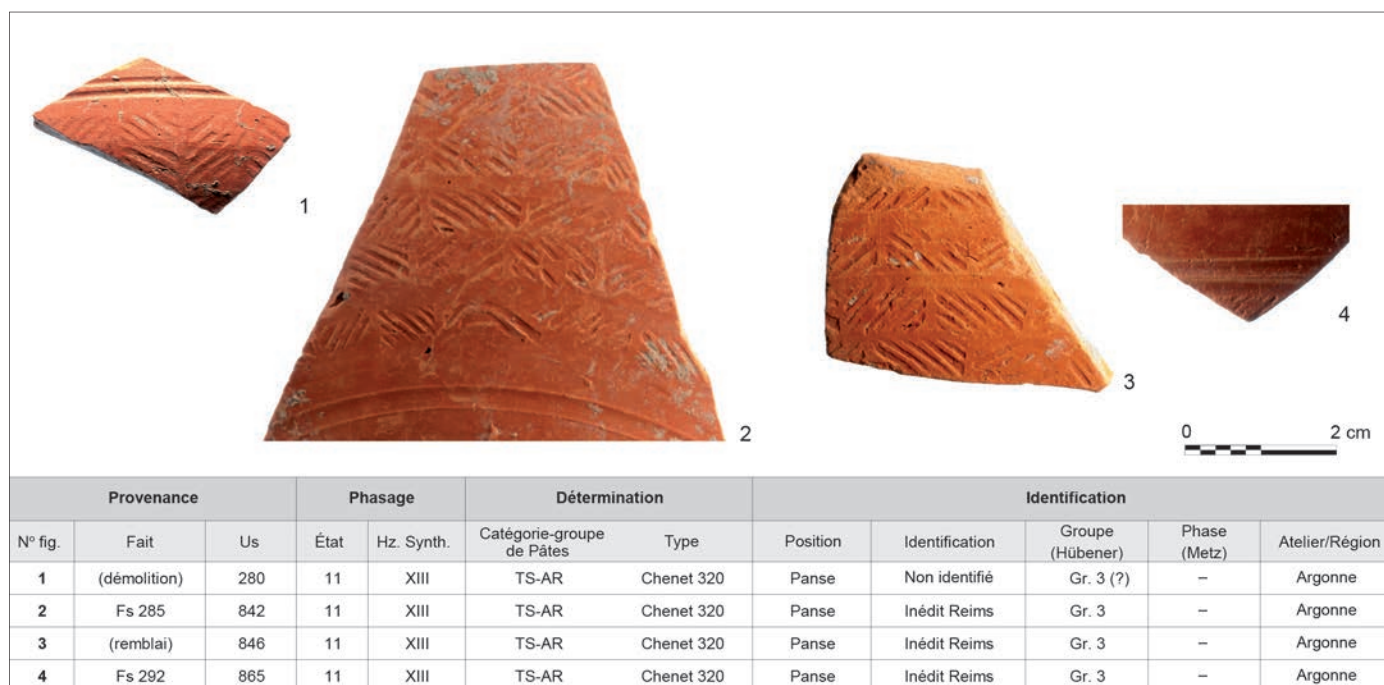 1
2
3
4
0 2 cm
Provenance Phasage Détermination Identification
Nº fig. Fait Us État Hz. Synth. Catégorie-groupe de Pâtes Type Position Identification Groupe (Hübener) Phase (Metz) Atelier/Région
1 (démolition) 280 11 XIII TS-AR Chenet 320 Panse Non identifié Gr. 3 (?) – Argonne
2 Fs 285 842 11 XIII TS-AR Chenet 320 Panse Inédit Reims Gr. 3 – Argonne
3 (remblai) 846 11 XIII TS-AR Chenet 320 Panse Inédit Reims Gr. 3 – Argonne
4 Fs 292 865 11 XIII TS-AR Chenet 320 Panse Inédit Reims Gr. 3 – Argonne